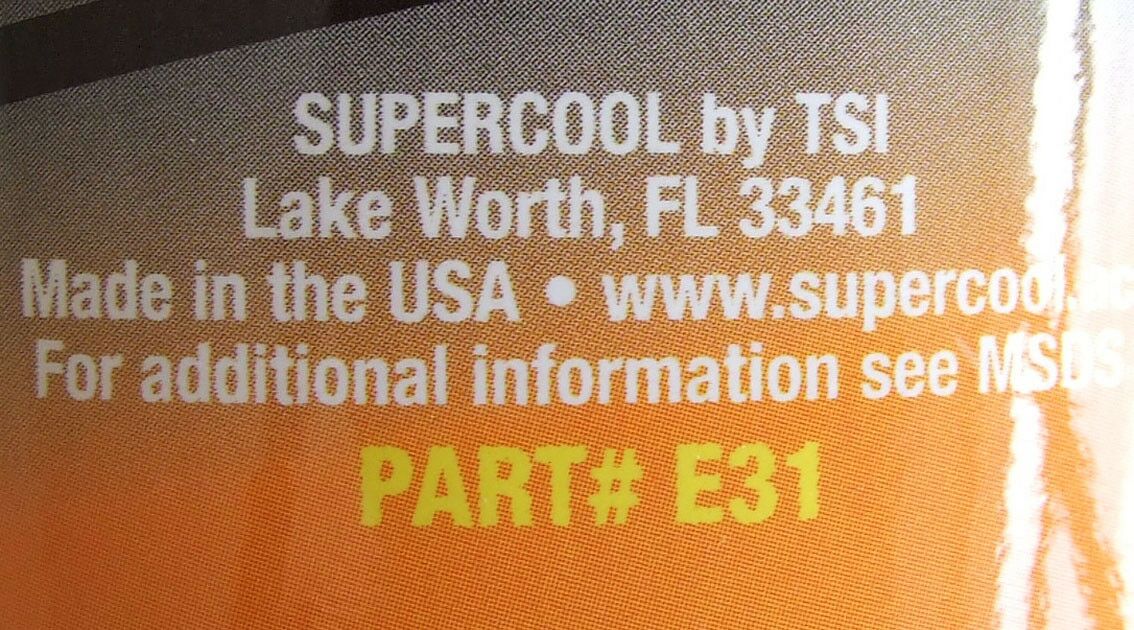 SUPERCOOL by TSI
Lake Worth, FL 33461
Made in the USA • www.supercool.ac
For additional information see MSDS
PART# E31